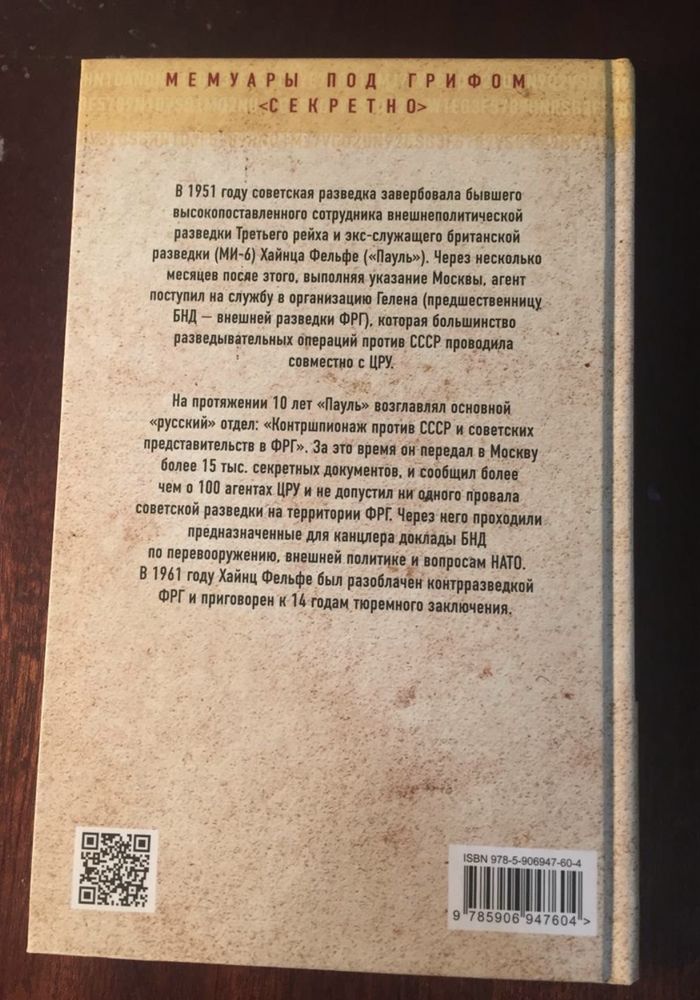 МЕМУАРЫ ПОД ГРИФОМ
<СЕКРЕТНО>
В 1951 году советская разведка завербовала бывшего
высокопоставленного сотрудника внешнеполитической
разведки Третьего рейха и экс-служащего британской
разведки (МИ-6) Хайнца Фельфе («Пауль»). Через несколько
месяцев после этого, выполняя указание Москвы, агент
поступил на службу в организацию Гелена (предшественницу
БНД — внешней разведки ФРГ), которая большинство
разведывательных операций против СССР проводила
совместно с ЦРУ.
На протяжении 10 лет «Пауль» возглавлял основной
«русский» отдел: «Контршпионаж против СССР и советских
представительств в ФРГ». За это время он передал в Москву
более 15 тыс. секретных документов, и сообщил более
чем о 100 агентах ЦРУ и не допустил ни одного провала
советской разведки на территории ФРГ. Через него проходили
предназначенные для канцлера доклады БНД
по перевооружению, внешней политике и вопросам НАТО.
В 1961 году Хайнц Фельфе был разоблачен контрразведкой
ФРГ и приговорен к 14 годам тюремного заключения.
ISBN 978-5-906947-60-4
9 785906 947604 >